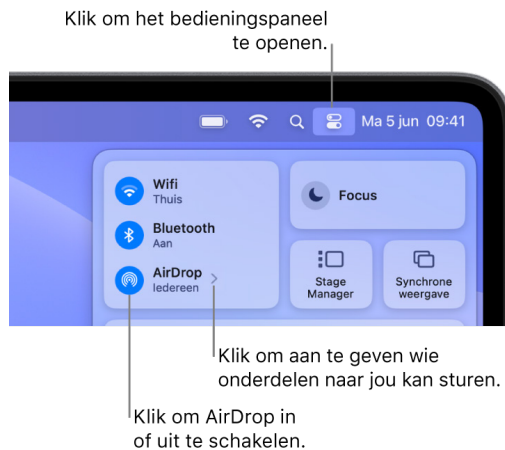 Klik om het bedieningspaneel
te openen.
Ma 5 jun 09:41
Wifi
Thuis
Focus
Bluetooth
Aan
AirDrop
Iedereen
Stage
Manager
Synchrone
weergave
Klik om aan te geven wie
onderdelen naar jou kan sturen.
Klik om AirDrop in
of uit te schakelen.